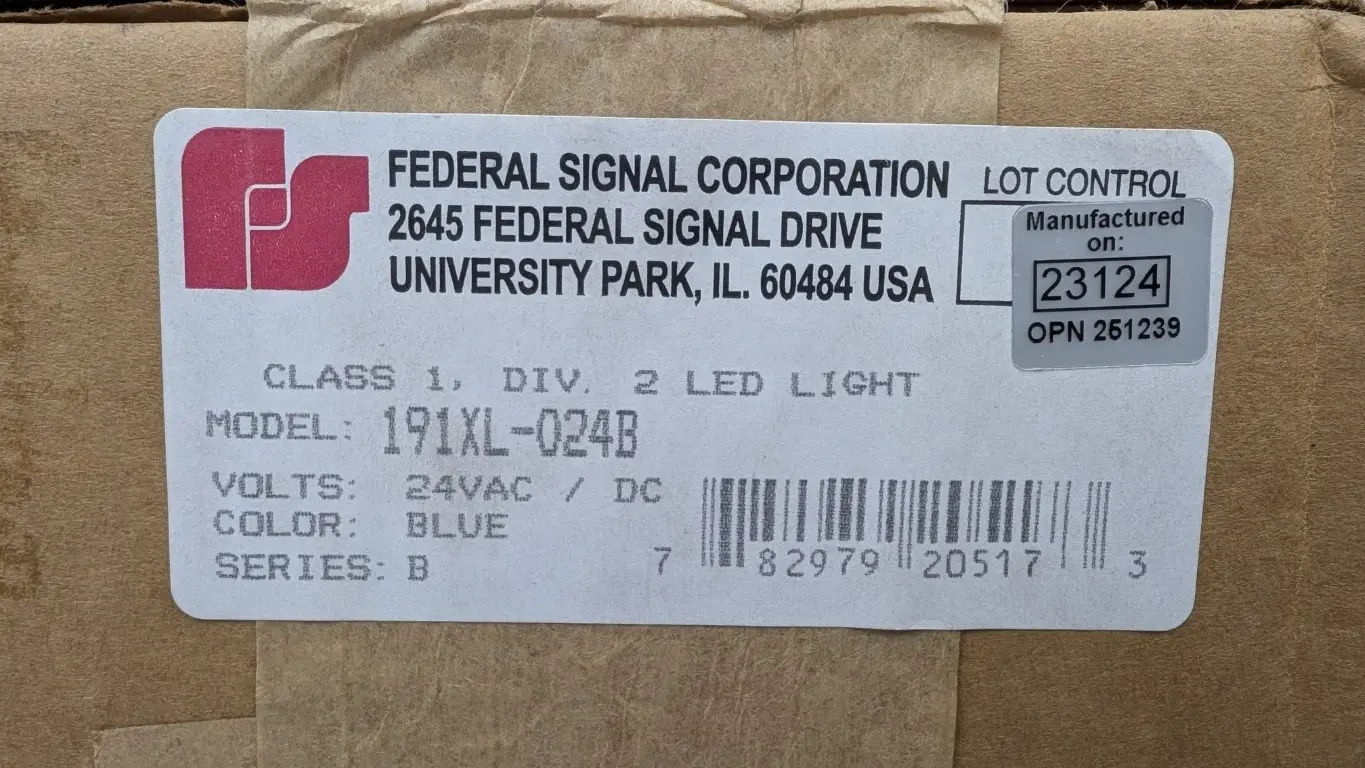 FEDERAL SIGNAL CORPORATION
2645 FEDERAL SIGNAL DRIVE
UNIVERSITY PARK, IL. 60484 USA
LOT CONTROL
Manufactured
on:
23124
OPN 251239
CLASS 1, DIV. 2 LED LIGHT
MODEL: 191XL-024B
VOLTS: 24VAC / DC
COLOR: BLUE
SERIES: B
7 82979 20517 3